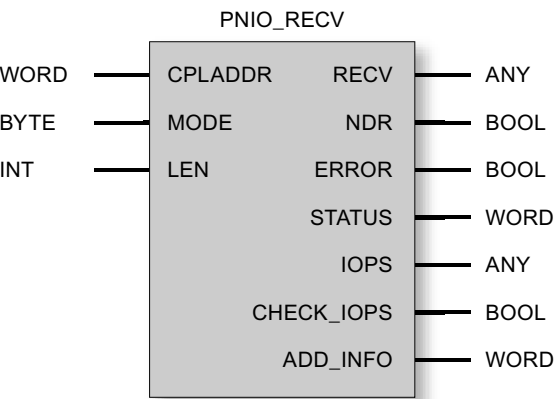 PNIO_RECV
WORD CPLADDR RECV ANY
BYTE MODE NDR BOOL
INT LEN ERROR BOOL
STATUS WORD
IOPS ANY
CHECK_IOPS BOOL
ADD_INFO WORD